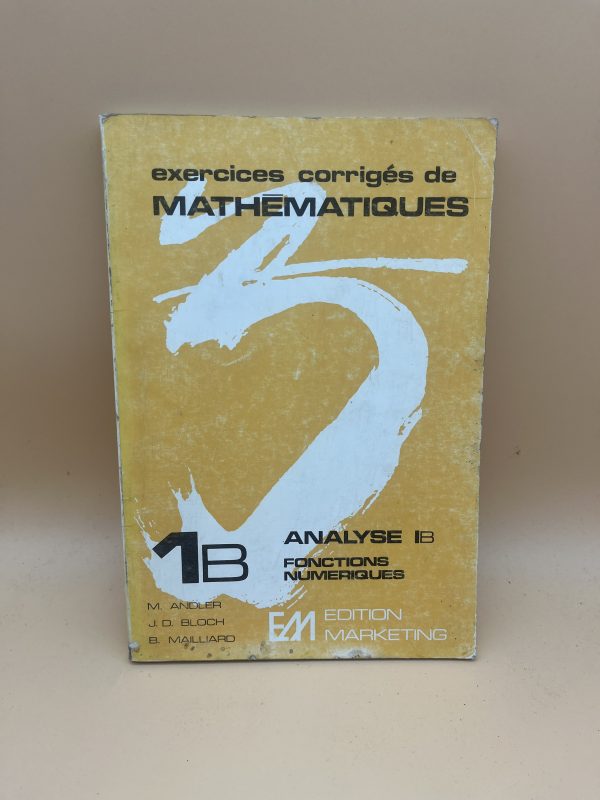 exercices corrigés de
MATHÉMATIQUES
1B
ANALYSE IB
FONCTIONS
NUMERIQUES
M. ANDLER
J. D. BLOCH
B. MAILLIARD
EM EDITION
MARKETING